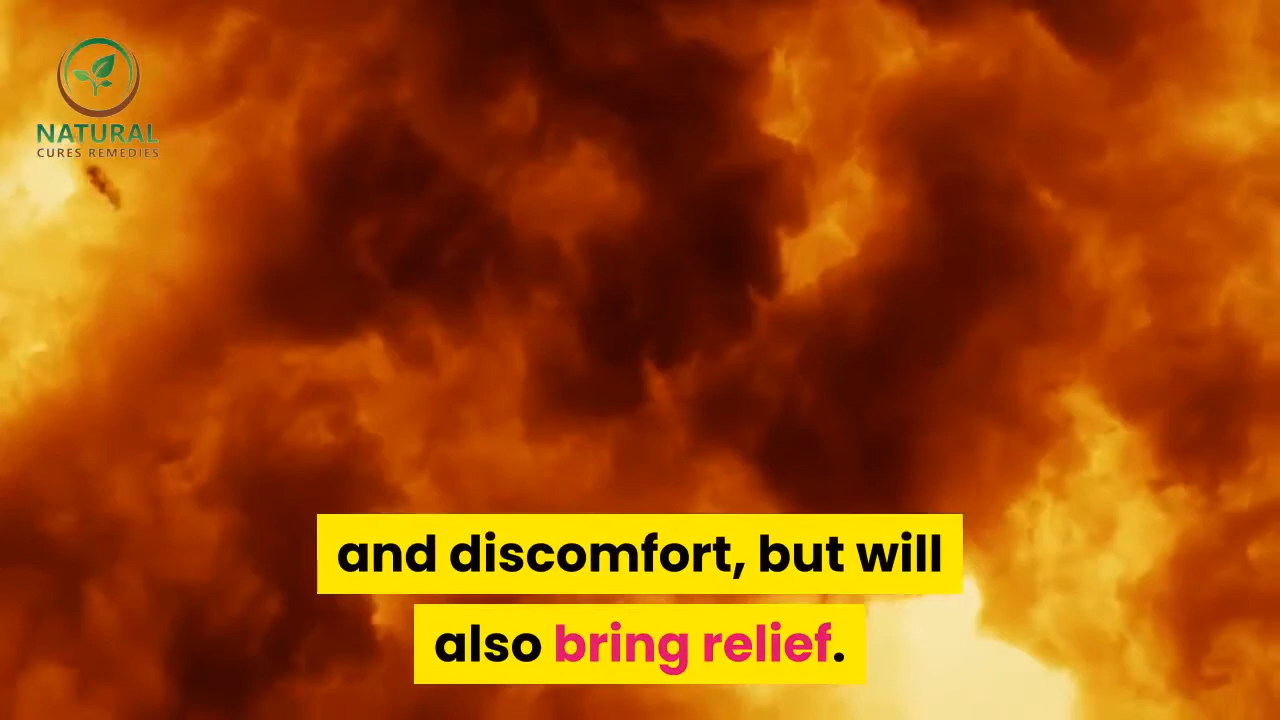 NATURAL
CURES REMEDIES
and discomfort, but will
also bring relief.